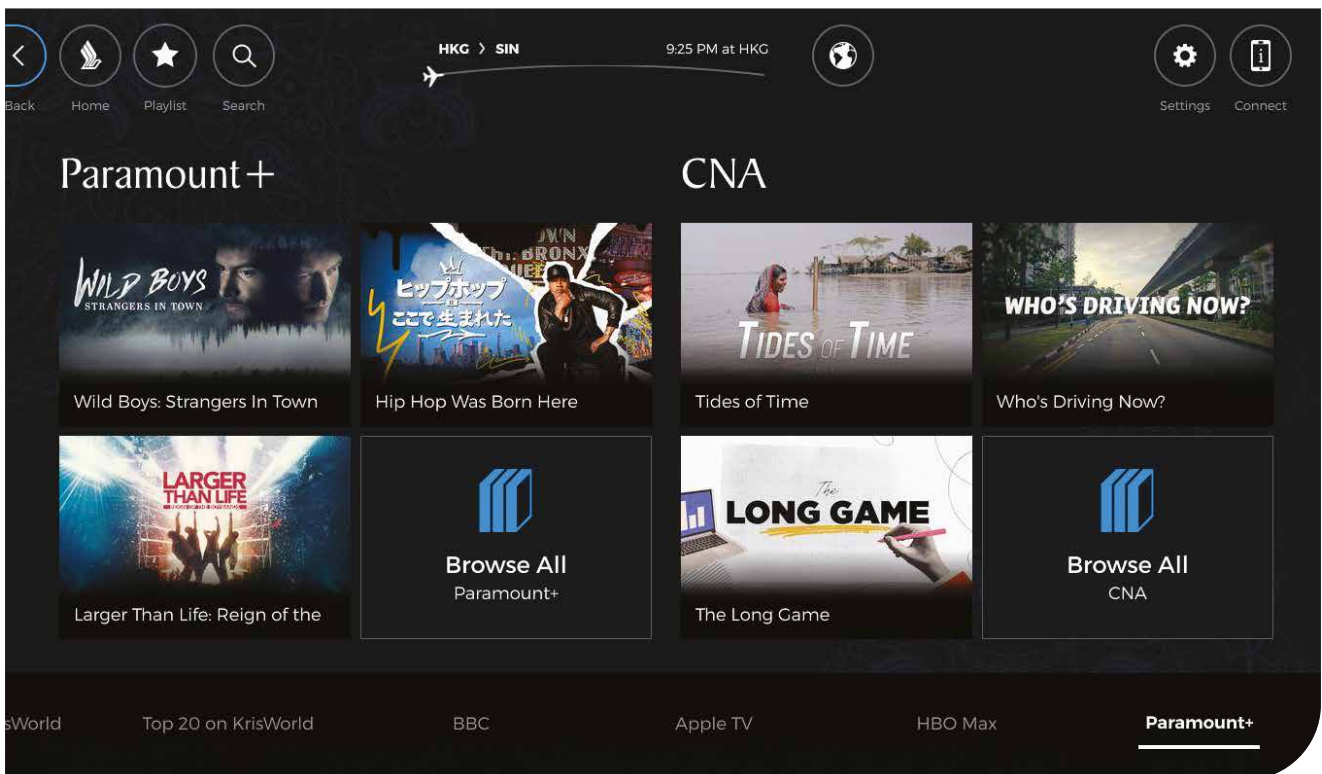 HKG > SIN
9:25 PM at HKG
Back
Home
Playlist
Search
Settings
Connect
Paramount+
CNA
WILD BOYS
STRANGERS IN TOWN
Wild Boys: Strangers In Town
BRONX
ヒップホップ
ここで生まれた
Hip Hop Was Born Here
TIDES OF TIME
Tides of Time
WHO'S DRIVING NOW?
Who's Driving Now?
LARGER
THAN LIFE
REIGN OF THE BOYBANDS
Larger Than Life: Reign of the
Browse All
Paramount+
The
LONG GAME
The Long Game
Browse All
CNA
sWorld
Top 20 on KrisWorld
BBC
Apple TV
HBO Max
Paramount+